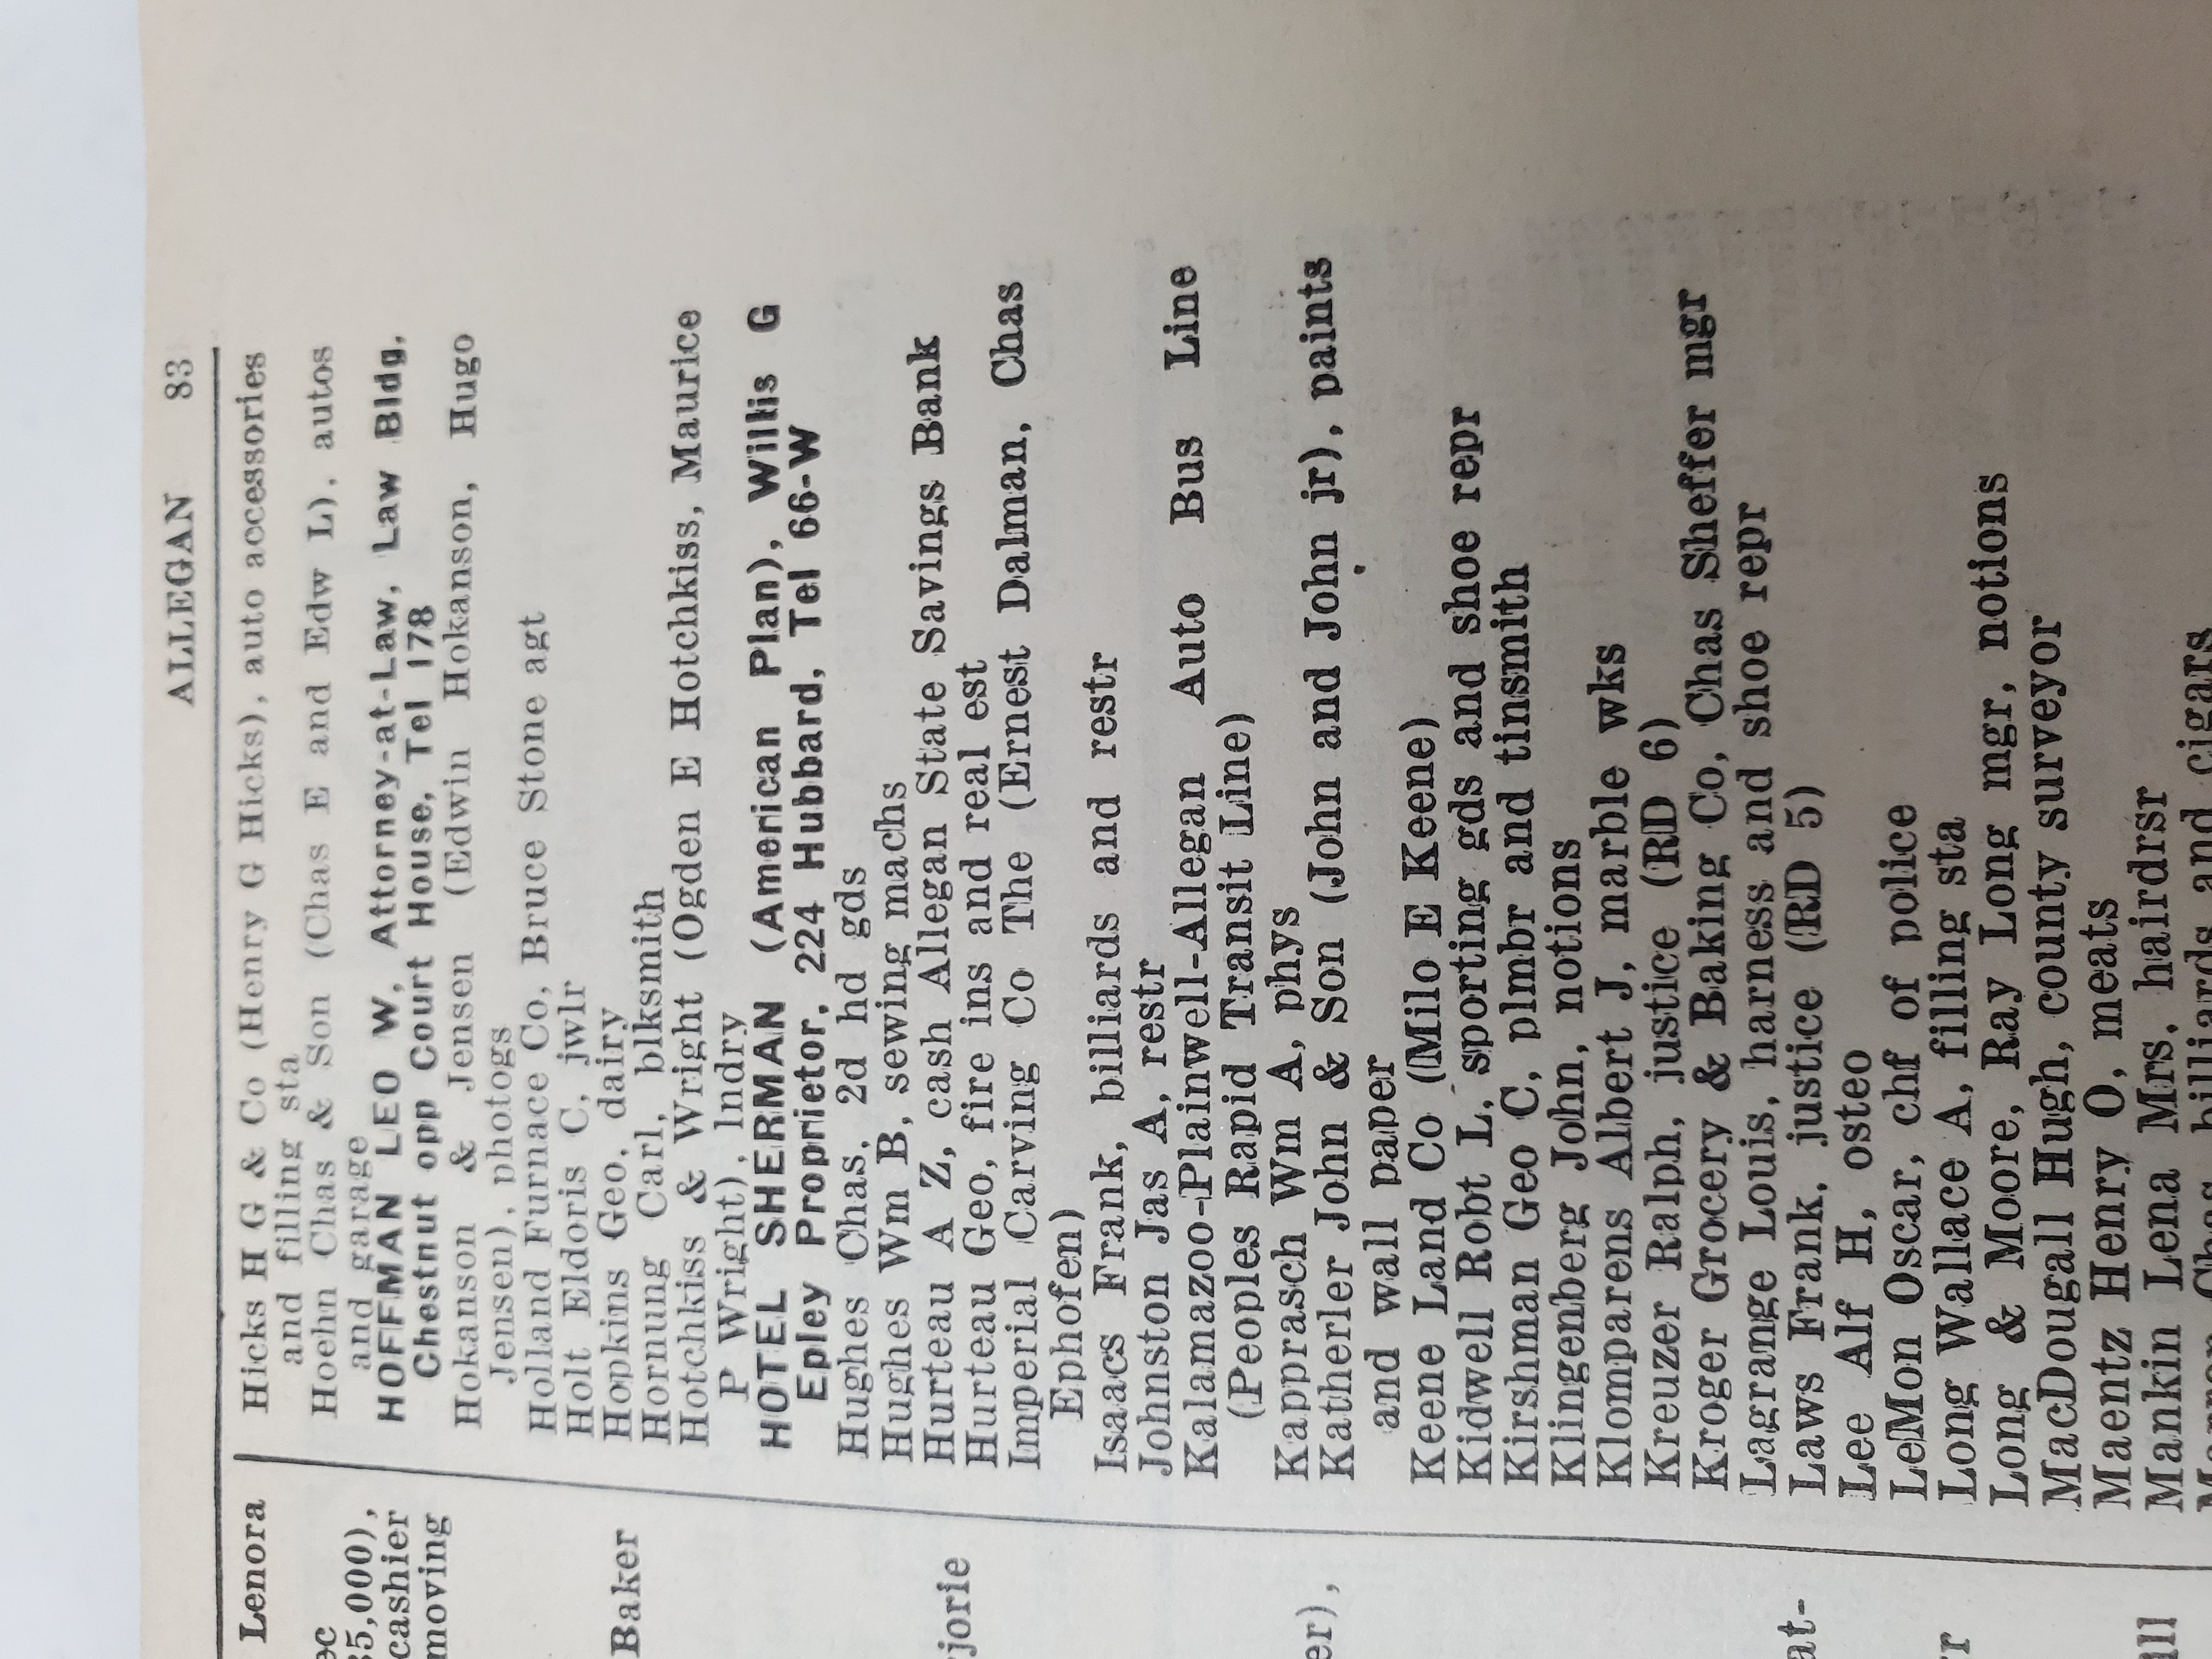 ALLEGAN 83
Lenora
35,000),
cashier
moving
Baker
Hicks H G & Co (Henry G Hicks), auto accessories
and filling sta
Hoehn Chas & Son (Chas E and Edw L), autos
and garage
HOFFMAN LEO W, Attorney-at-Law, Law Bldg,
Chestnut opp Court House, Tel 178
Hokanson & Jensen (Edwin Hokanson, Hugo
Jensen), photogs
Holland Furnace Co, Bruce Stone agt
Holt Eldoris C, jwlr
Hopkins Geo, dairy
Hornung Carl, blksmith
Hotchkiss & Wright (Ogden E Hotchkiss, Maurice
P Wright), lndry
HOTEL SHERMAN (American Plan), Willis G
Epley Proprietor, 224 Hubbard, Tel 66-W
Hughes Chas, 2d hd gds
Hughes Wm B, sewing machs
Hurteau A Z, cash Allegan State Savings Bank
Hurteau Geo, fire ins and real est
Imperial Carving Co The (Ernest Dalman, Chas
Ephofen)
Isaacs Frank, billiards and restr
Johnston Jas A, restr
Kalamazoo-Plainwell-Allegan Auto Bus Line
(Peoples Rapid Transit Line)
Kapprasch Wm A, phys
Katherler John & Son (John and John jr), paints
and wall paper
Keene Land Co (Milo E Keene)
Kidwell Robt L, sporting gds and shoe repr
Kirshman Geo C, plmbr and tinsmith
Klingenberg John, notions
Klomparens Albert J, marble wks
Kreuzer Ralph, justice (RD 6)
Kroger Grocery & Baking Co, Chas Sheffer mgr
Lagrange Louis, harness and shoe repr
Laws Frank, justice (RD 5)
Lee Alf H, osteo
LeMon Oscar, chf of police
Long Wallace A, filling sta
Long & Moore, Ray Long mgr, notions
MacDougall Hugh, county surveyor
Maentz Henry O, meats
Mankin Lena Mrs, hairdrsr
Chas, billiards and cigars